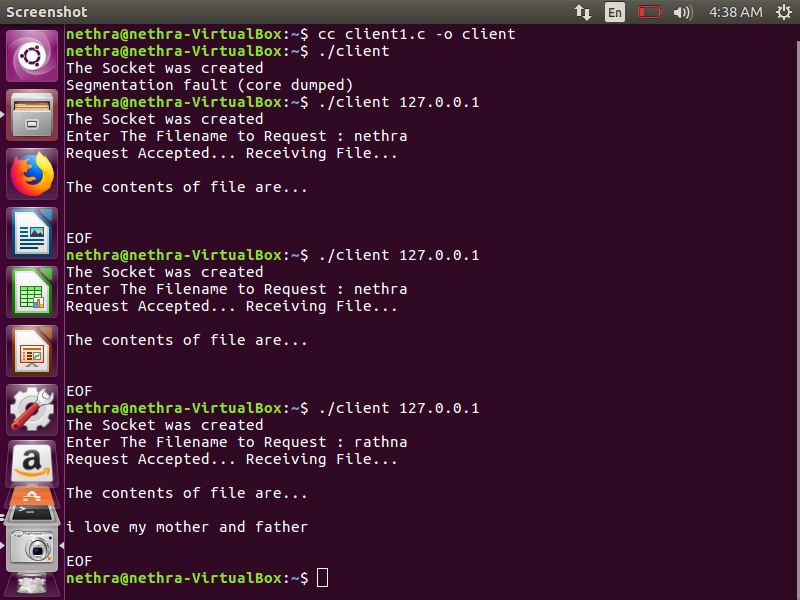 Screenshot
En
4:38 AM
nethra@nethra-VirtualBox:~$ cc client1.c -o client
nethra@nethra-VirtualBox:~$ ./client
The Socket was created
Segmentation fault (core dumped)
nethra@nethra-VirtualBox:~$ ./client 127.0.0.1
The Socket was created
Enter The Filename to Request : nethra
Request Accepted... Receiving File...
The contents of file are...
EOF
nethra@nethra-VirtualBox:~$ ./client 127.0.0.1
The Socket was created
Enter The Filename to Request : nethra
Request Accepted... Receiving File...
The contents of file are...
EOF
nethra@nethra-VirtualBox:~$ ./client 127.0.0.1
The Socket was created
Enter The Filename to Request : rathna
Request Accepted... Receiving File...
The contents of file are...
i love my mother and father
EOF
nethra@nethra-VirtualBox:~$
a